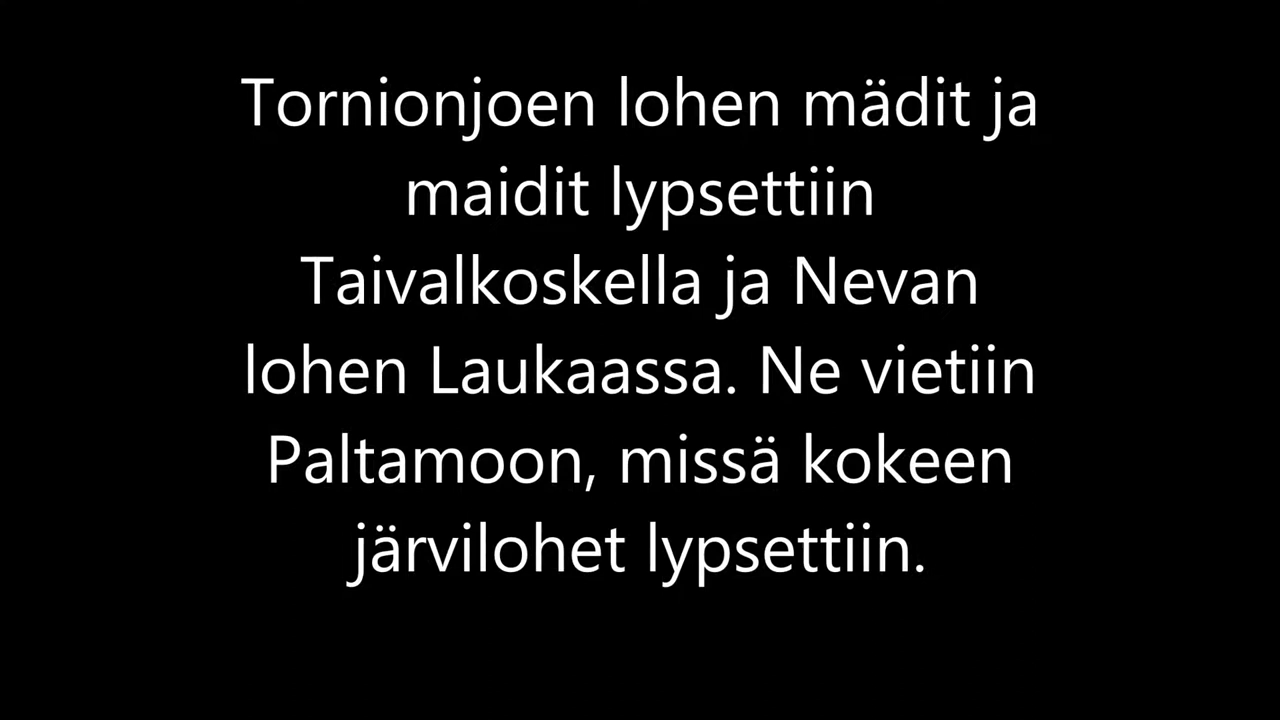 Tornionjoen lohen mädit ja
maidit lypsettiin
Taivalkoskella ja Nevan
lohen Laukaassa. Ne vietiin
Paltamoon, missä kokeen
järvilohet lypsettiin.